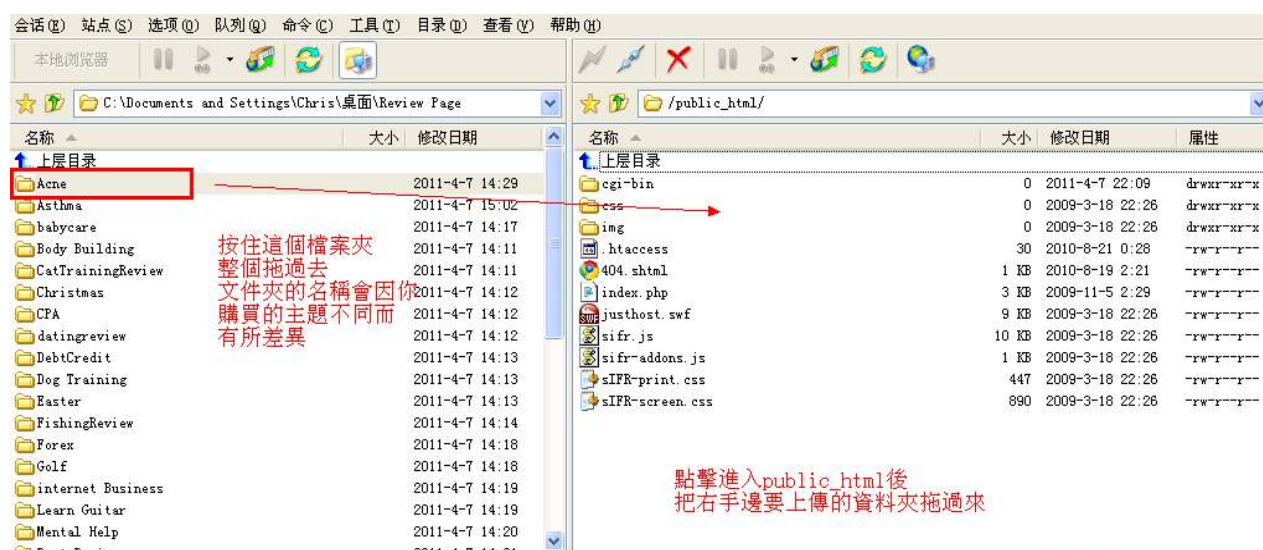 会话(E) 站点(S) 选项(O) 队列(Q) 命令(C) 工具(T) 目录(D) 查看(V) 帮助(H)
本地浏览器
C:\Documents and Settings\Chris\桌面\Review Page
名称 大小 修改日期
上层目录
Acne 2011-4-7 14:29
Asthma 2011-4-7 15:02
babycare 2011-4-7 14:17
Body Building 2011-4-7 14:11
CatTrainingReview 2011-4-7 14:11
Christmas 2011-4-7 14:12
CPA 2011-4-7 14:12
datingreview 2011-4-7 14:12
DebtCredit 2011-4-7 14:13
Dog Training 2011-4-7 14:13
Easter 2011-4-7 14:13
FishingReview 2011-4-7 14:14
Forex 2011-4-7 14:18
Golf 2011-4-7 14:18
internet Business 2011-4-7 14:19
Learn Guitar 2011-4-7 14:19
Mental Help 2011-4-7 14:20
按住這個檔案夾
整個拖過去
文件夾的名稱會因你
購買的主題不同而
有所差異
/public_html/
名称 大小 修改日期 属性
上层目录
cgi-bin 0 2011-4-7 22:09 drwxr-xr-x
css 0 2009-3-18 22:26 drwxr-xr-x
img 0 2009-3-18 22:26 drwxr-xr-x
.htaccess 30 2010-8-21 0:28 -rw-r--r--
404.shtml 1 KB 2010-8-19 2:21 -rw-r--r--
index.php 3 KB 2009-11-5 2:29 -rw-r--r--
justhost.swf 9 KB 2009-3-18 22:26 -rw-r--r--
sifr.js 10 KB 2009-3-18 22:26 -rw-r--r--
sifr-addons.js 1 KB 2009-3-18 22:26 -rw-r--r--
sIFR-print.css 447 2009-3-18 22:26 -rw-r--r--
sIFR-screen.css 890 2009-3-18 22:26 -rw-r--r--
點擊進入public_html後
把右手邊要上傳的資料夾拖過來